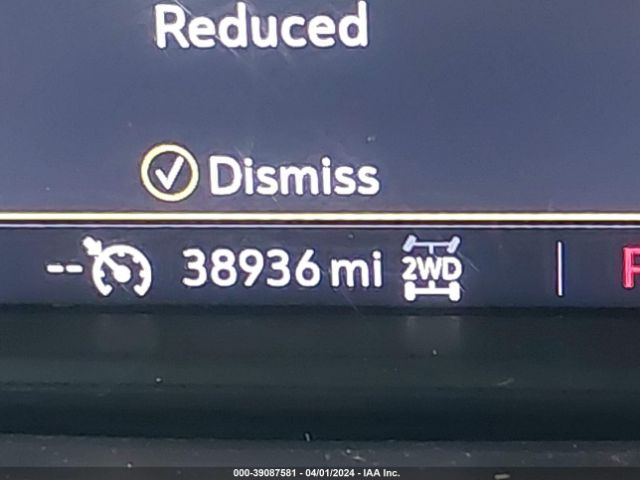 Reduced
Dismiss
-- 38936 mi 2WD
000-39087581 - 04/01/2024 - IAA Inc.